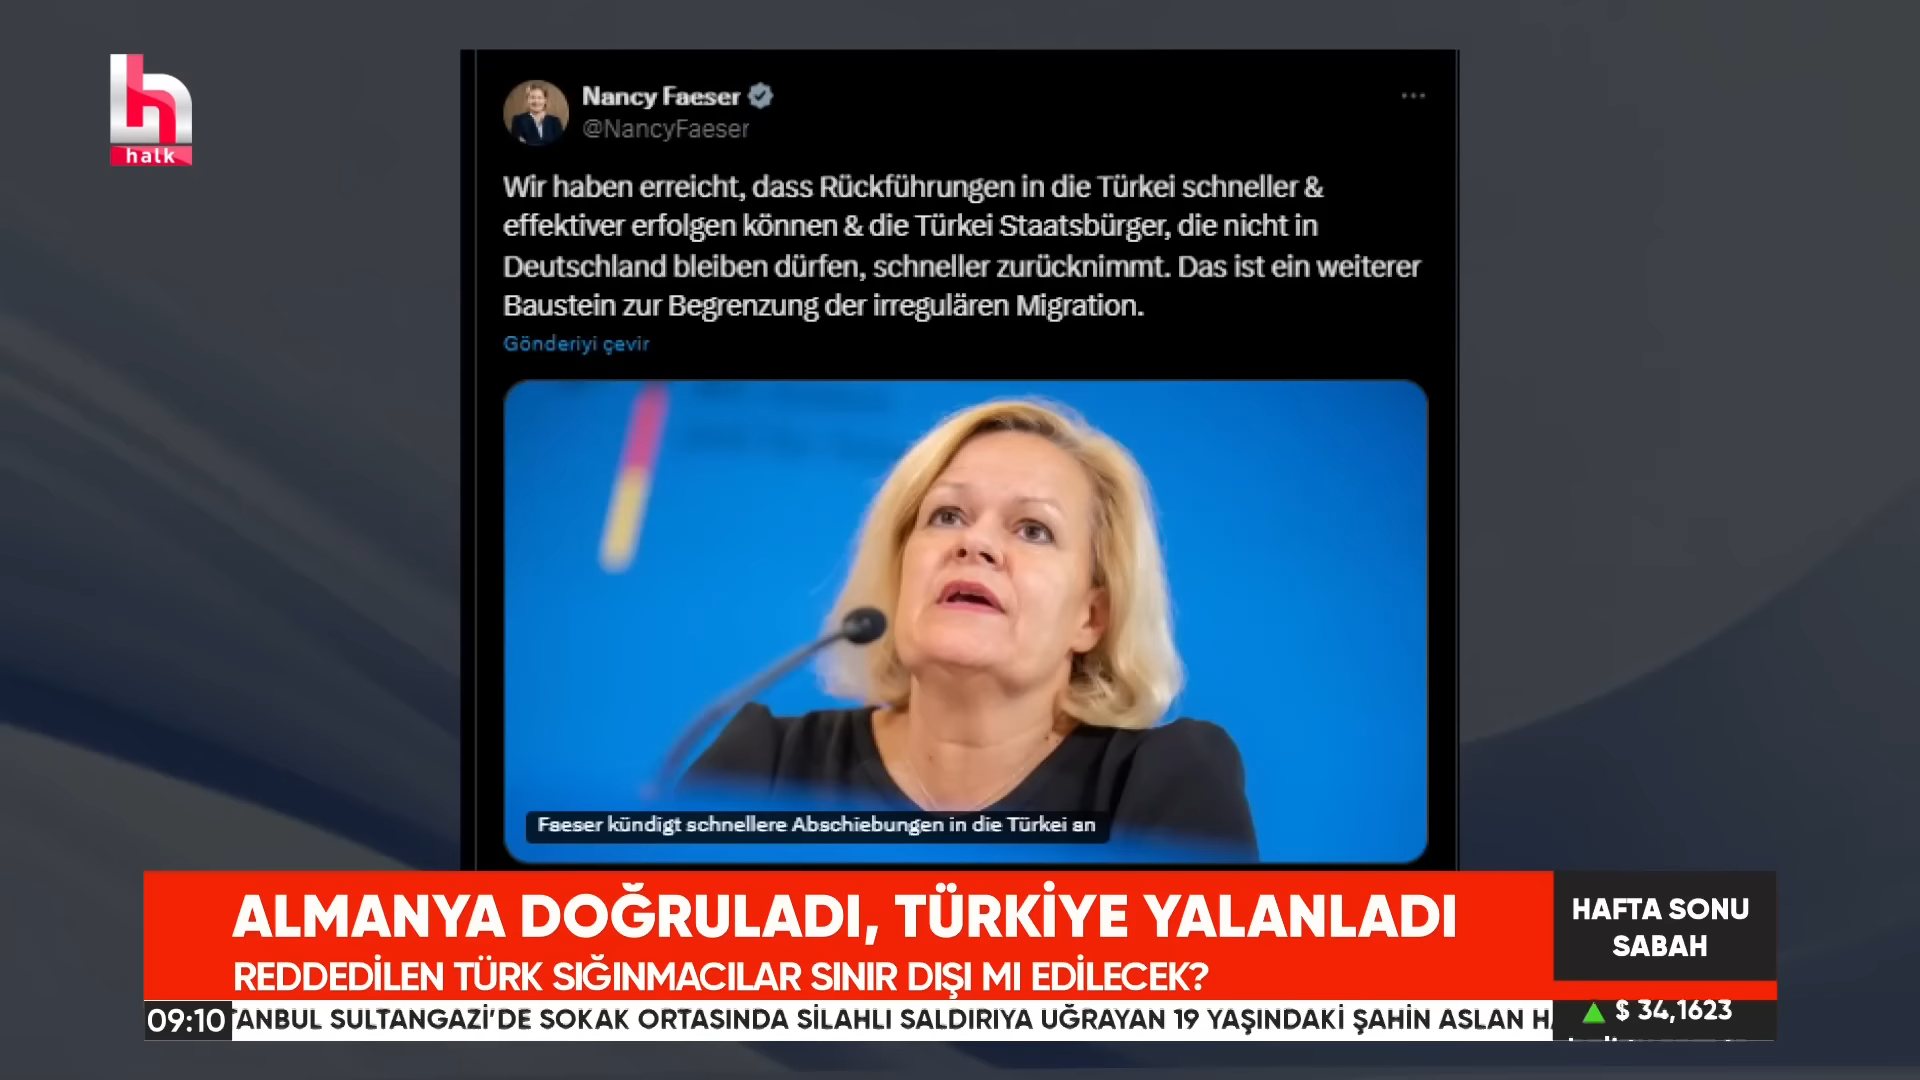 halk
Nancy Faeser
@NancyFaeser
Wir haben erreicht, dass Rückführungen in die Türkei schneller &
effektiver erfolgen können & die Türkei Staatsbürger, die nicht in
Deutschland bleiben dürfen, schneller zurücknimmt. Das ist ein weiterer
Baustein zur Begrenzung der irregulären Migration.
Gönderiyi çevir
Faeser kündigt schnellere Abschiebungen in die Türkei an
ALMANYA DOĞRULADI, TÜRKİYE YALANLADI
REDDEDİLEN TÜRK SIĞINMACILAR SINIR DIŞI MI EDİLECEK?
HAFTA SONU
SABAH
09:10
TANBUL SULTANGAZİ'DE SOKAK ORTASINDA SİLAHLI SALDIRIYA UĞRAYAN 19 YAŞINDAKİ ŞAHİN ASLAN
$ 34,1623